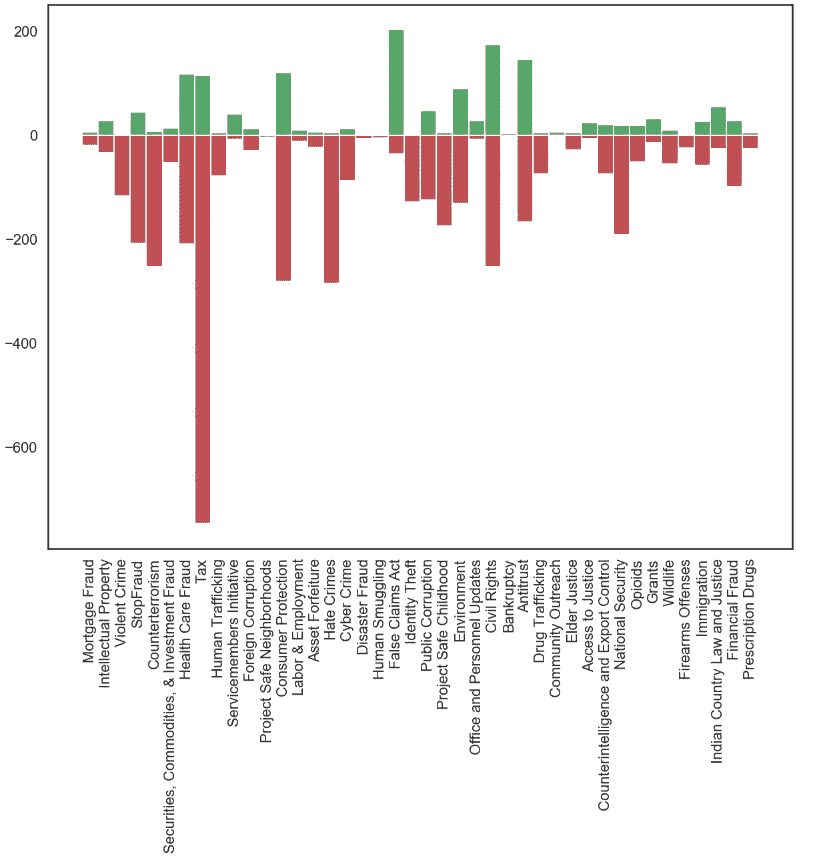 200
0
−200
−400
−600
Mortgage Fraud
Intellectual Property
Violent Crime
StopFraud
Counterterrorism
Securities, Commodities, & Investment Fraud
Health Care Fraud
Tax
Human Trafficking
Servicemembers Initiative
Foreign Corruption
Project Safe Neighborhoods
Consumer Protection
Labor & Employment
Asset Forfeiture
Hate Crimes
Cyber Crime
Disaster Fraud
Human Smuggling
False Claims Act
Identity Theft
Public Corruption
Project Safe Childhood
Environment
Office and Personnel Updates
Civil Rights
Bankruptcy
Antitrust
Drug Trafficking
Community Outreach
Elder Justice
Access to Justice
Counterintelligence and Export Control
National Security
Opioids
Grants
Wildlife
Firearms Offenses
Immigration
Indian Country Law and Justice
Financial Fraud
Prescription Drugs